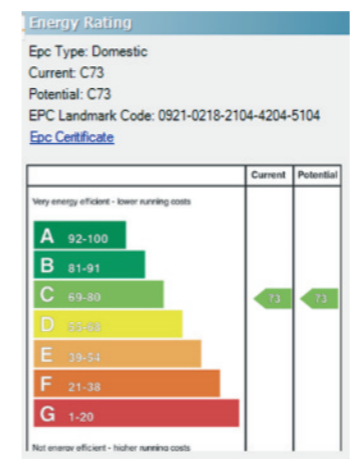 Energy Rating
Epc Type: Domestic
Current: C73
Potential: C73
EPC Landmark Code: 0921-0218-2104-4204-5104
Epc Certificate
Current Potential
Very energy efficient - lower running costs
A 92-100
B 81-91
C 69-80
73 73
D 55-68
E 39-54
F 21-38
G 1-20
Not energy efficient - higher running costs